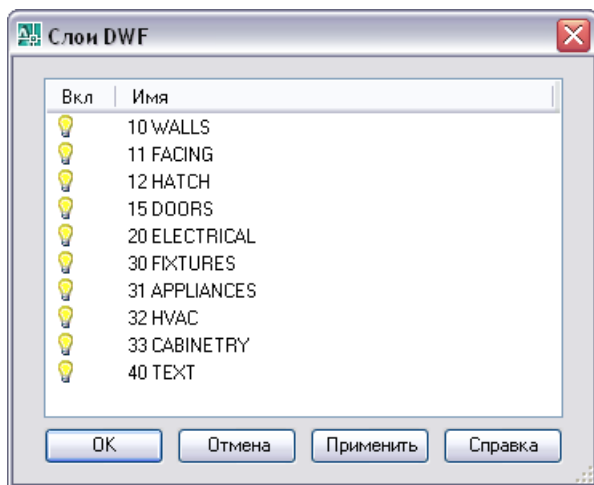 Слои DWF
Вкл Имя
10 WALLS
11 FACING
12 HATCH
15 DOORS
20 ELECTRICAL
30 FIXTURES
31 APPLIANCES
32 HVAC
33 CABINETRY
40 TEXT
ОК Отмена Применить Справка